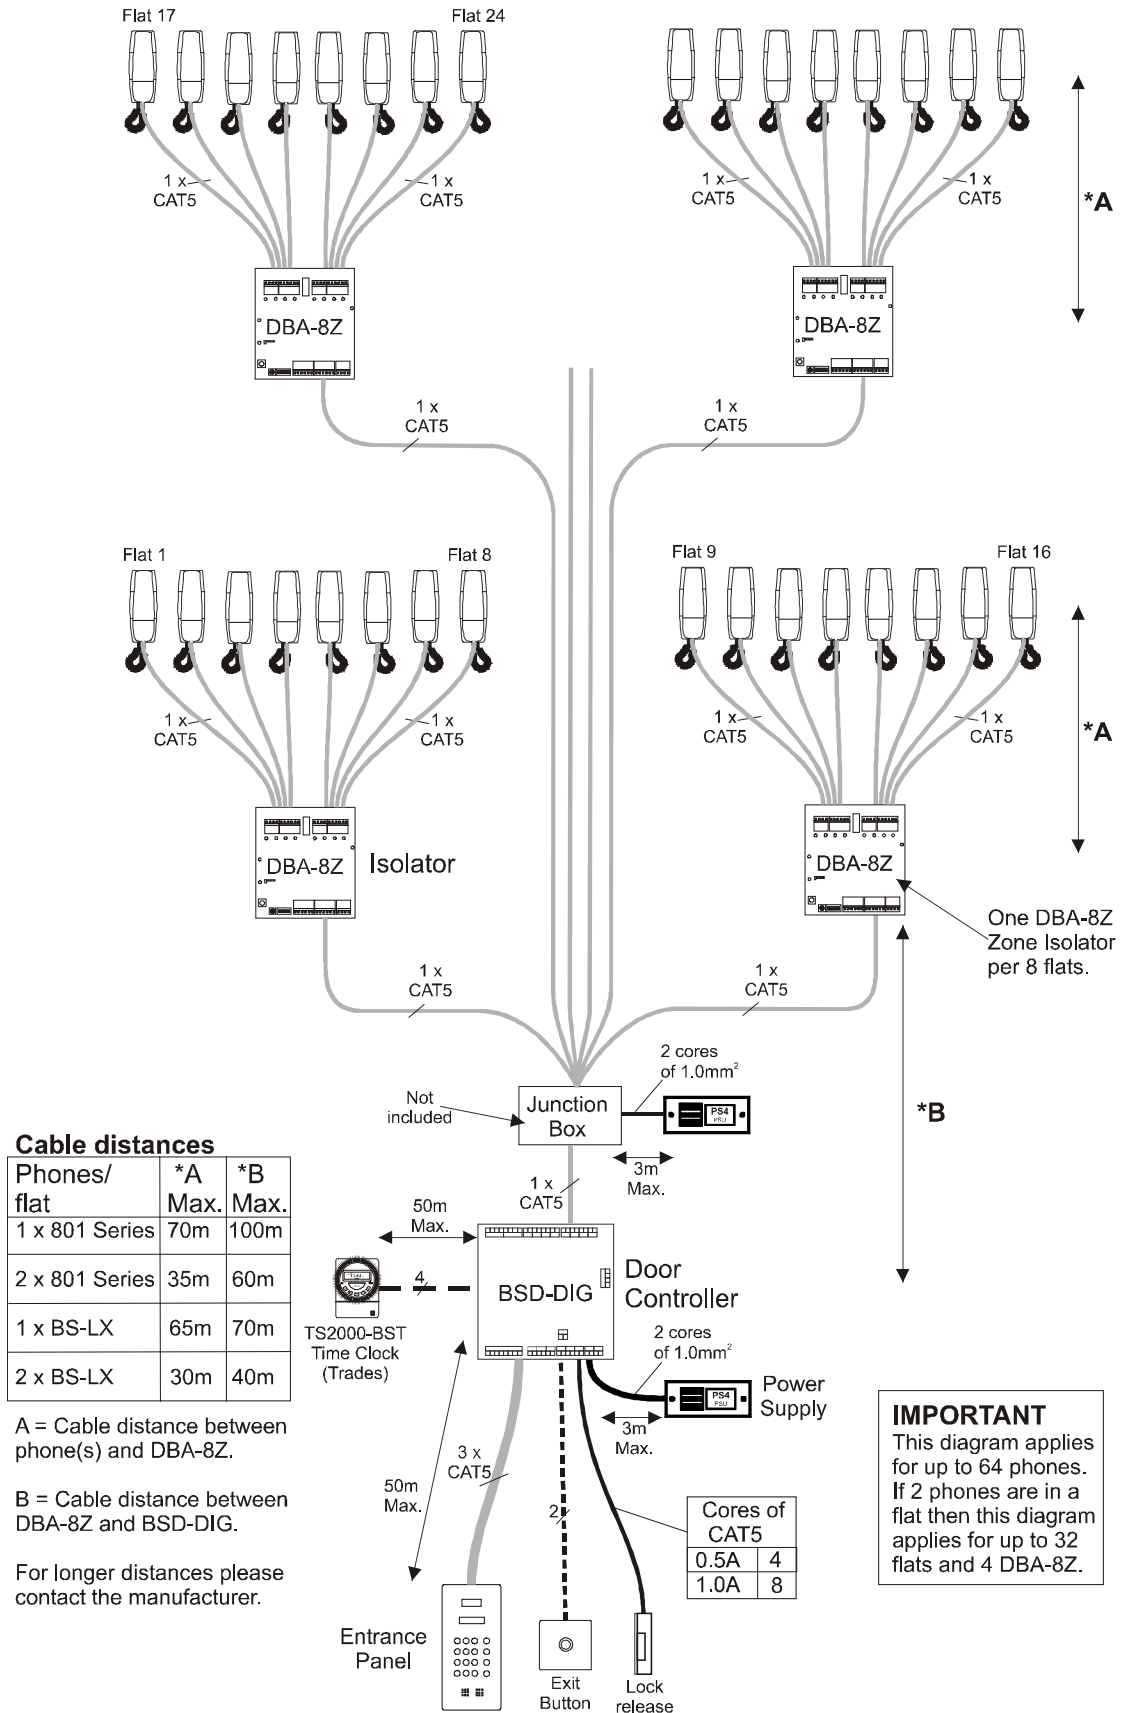 Flat 17
Flat 24
1 x
CAT5
1 x
CAT5
1 x
CAT5
1 x
CAT5
*A
DBA-8Z
DBA-8Z
1 x
CAT5
1 x
CAT5
Flat 1
Flat 8
Flat 9
Flat 16
1 x
CAT5
1 x
CAT5
1 x
CAT5
1 x
CAT5
*A
DBA-8Z
Isolator
DBA-8Z
One DBA-8Z
Zone Isolator
per 8 flats.
1 x
CAT5
1 x
CAT5
2 cores
of 1.0mm²
Not
included
Junction
Box
PS4
PSU
*B
3m
Max.
1 x
CAT5
Cable distances
Phones/
flat
*A
Max.
*B
Max.
1 x 801 Series 70m 100m
2 x 801 Series 35m 60m
1 x BS-LX 65m 70m
2 x BS-LX 30m 40m
A = Cable distance between
phone(s) and DBA-8Z.
B = Cable distance between
DBA-8Z and BSD-DIG.
For longer distances please
contact the manufacturer.
50m
Max.
4
TS2000-BST
Time Clock
(Trades)
BSD-DIG
Door
Controller
2 cores
of 1.0mm²
PS4
PSU
Power
Supply
3m
Max.
3 x
CAT5
50m
Max.
2
Cores of
CAT5
0.5A 4
1.0A 8
IMPORTANT
This diagram applies
for up to 64 phones.
If 2 phones are in a
flat then this diagram
applies for up to 32
flats and 4 DBA-8Z.
Entrance
Panel
Exit
Button
Lock
release